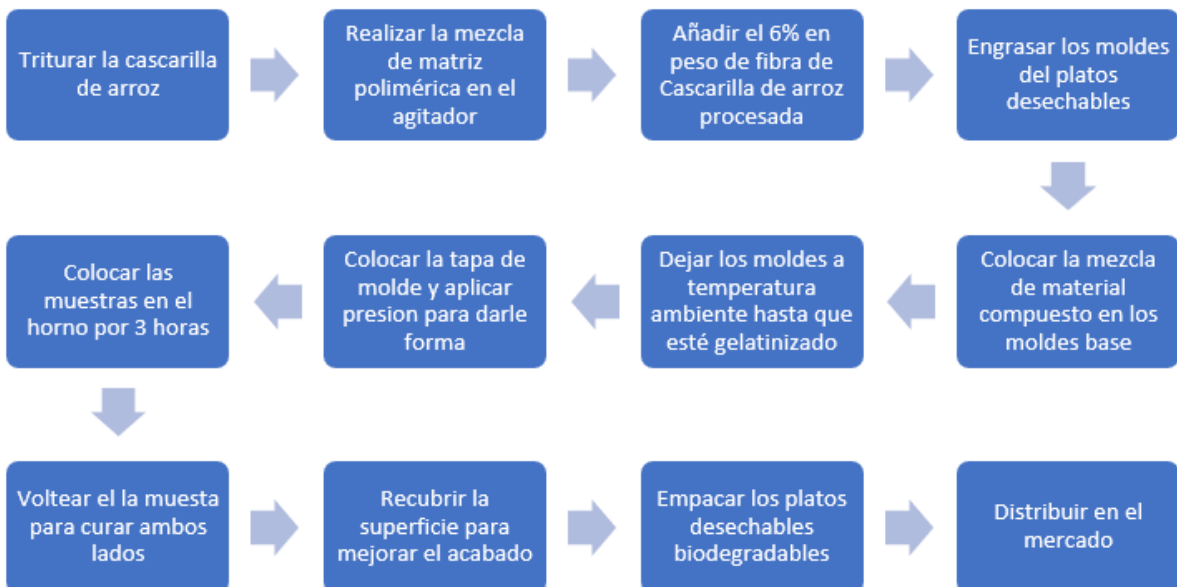 Triturar la cascarilla
de arroz
Realizar la mezcla
de matriz
polimérica en el
agitador
Añadir el 6% en
peso de fibra de
Cascarilla de arroz
procesada
Engrasar los moldes
del platos
desechables
Colocar la mezcla
de material
compuesto en los
moldes base
Dejar los moldes a
temperatura
ambiente hasta que
esté gelatinizado
Colocar la tapa de
molde y aplicar
presion para darle
forma
Colocar las
muestras en el
horno por 3 horas
Voltear el la muesta
para curar ambos
lados
Recubrir la
superficie para
mejorar el acabado
Empacar los platos
desechables
biodegradables
Distribuir en el
mercado